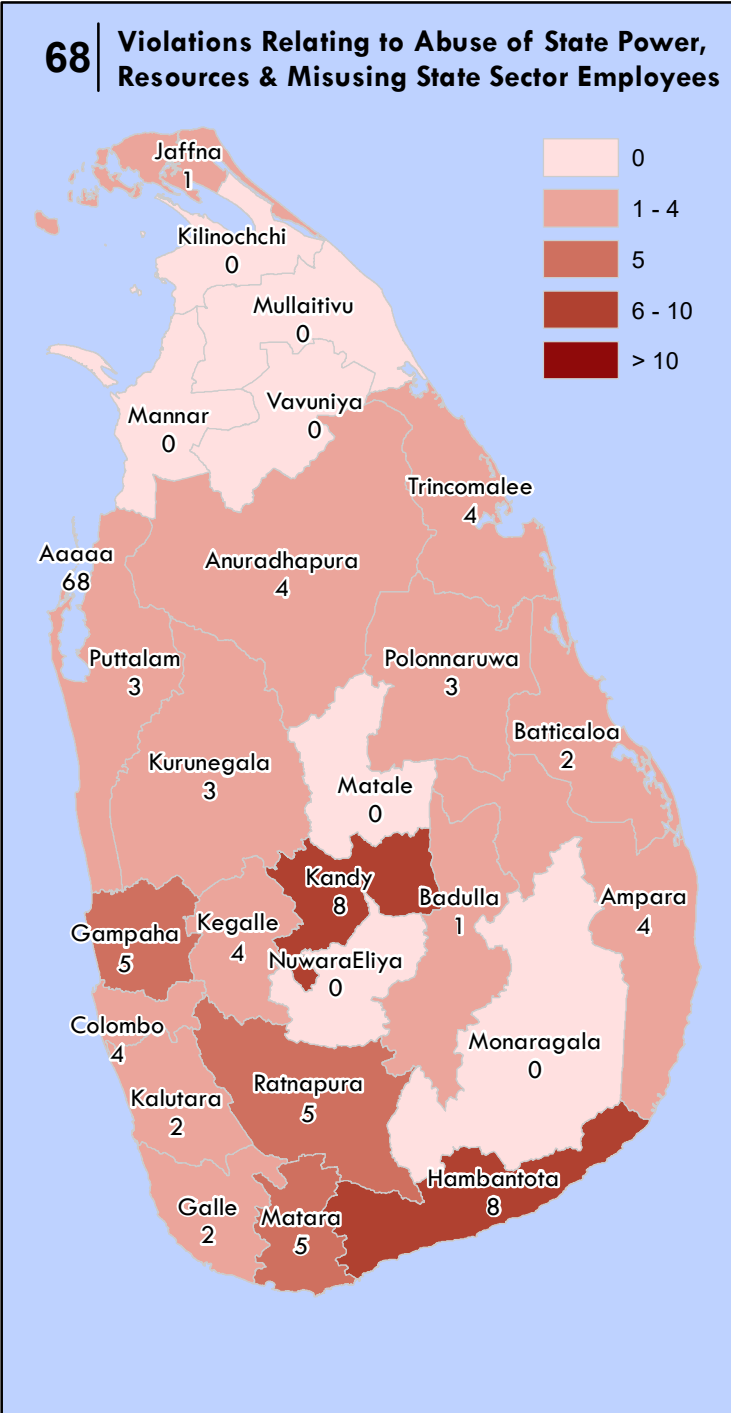 68
Violations Relating to Abuse of State Power,
Resources & Misusing State Sector Employees
0
1 - 4
5
6 - 10
> 10
Jaffna
1
Kilinochchi
0
Mullaitivu
0
Vavuniya
0
Mannar
0
Trincomalee
4
Aaaaa
68
Anuradhapura
4
Puttalam
3
Polonnaruwa
3
Batticaloa
2
Kurunegala
3
Matale
0
Kandy
8
Badulla
1
Ampara
4
Kegalle
4
Gampaha
5
NuwaraEliya
0
Colombo
4
Monaragala
0
Ratnapura
5
Kalutara
2
Hambantota
8
Galle
2
Matara
5